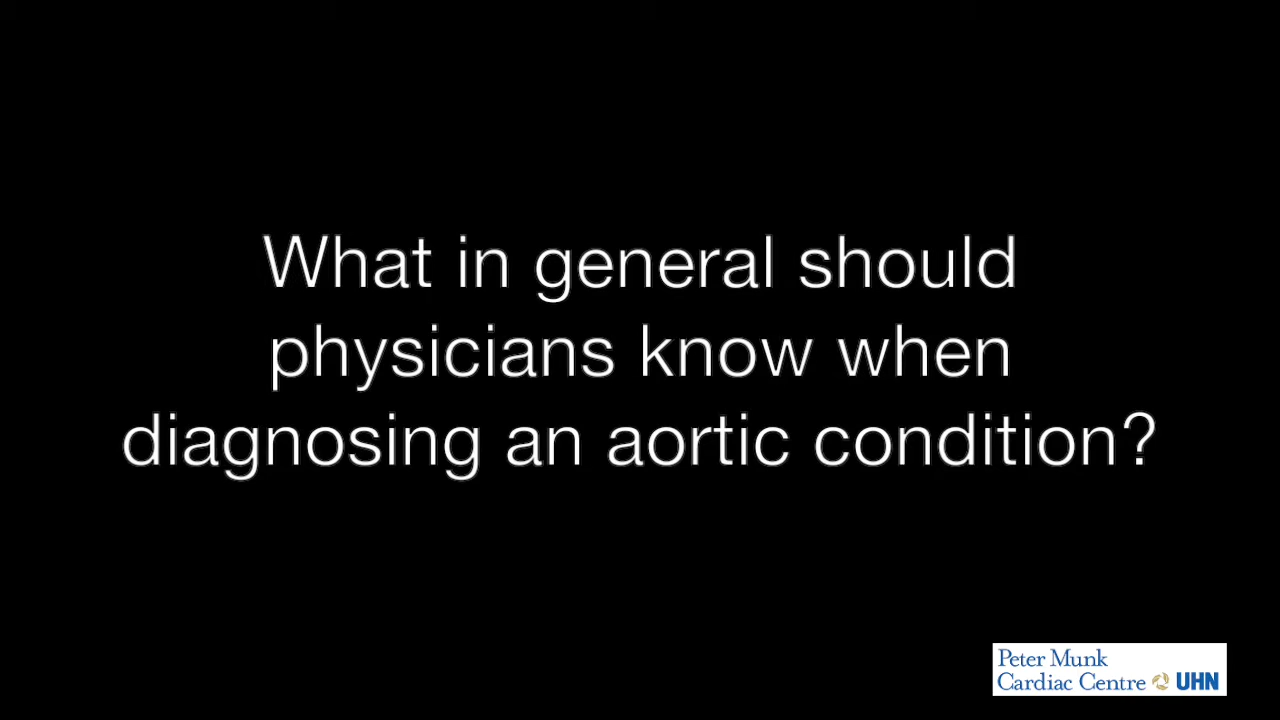 What in general should
physicians know when
diagnosing an aortic condition?
Peter Munk
Cardiac Centre UHN